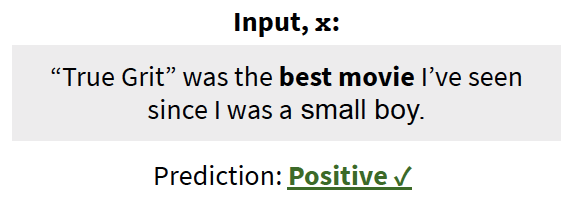 Input, x:
“True Grit” was the best movie I’ve seen
since I was a small boy.
Prediction: Positive ✓